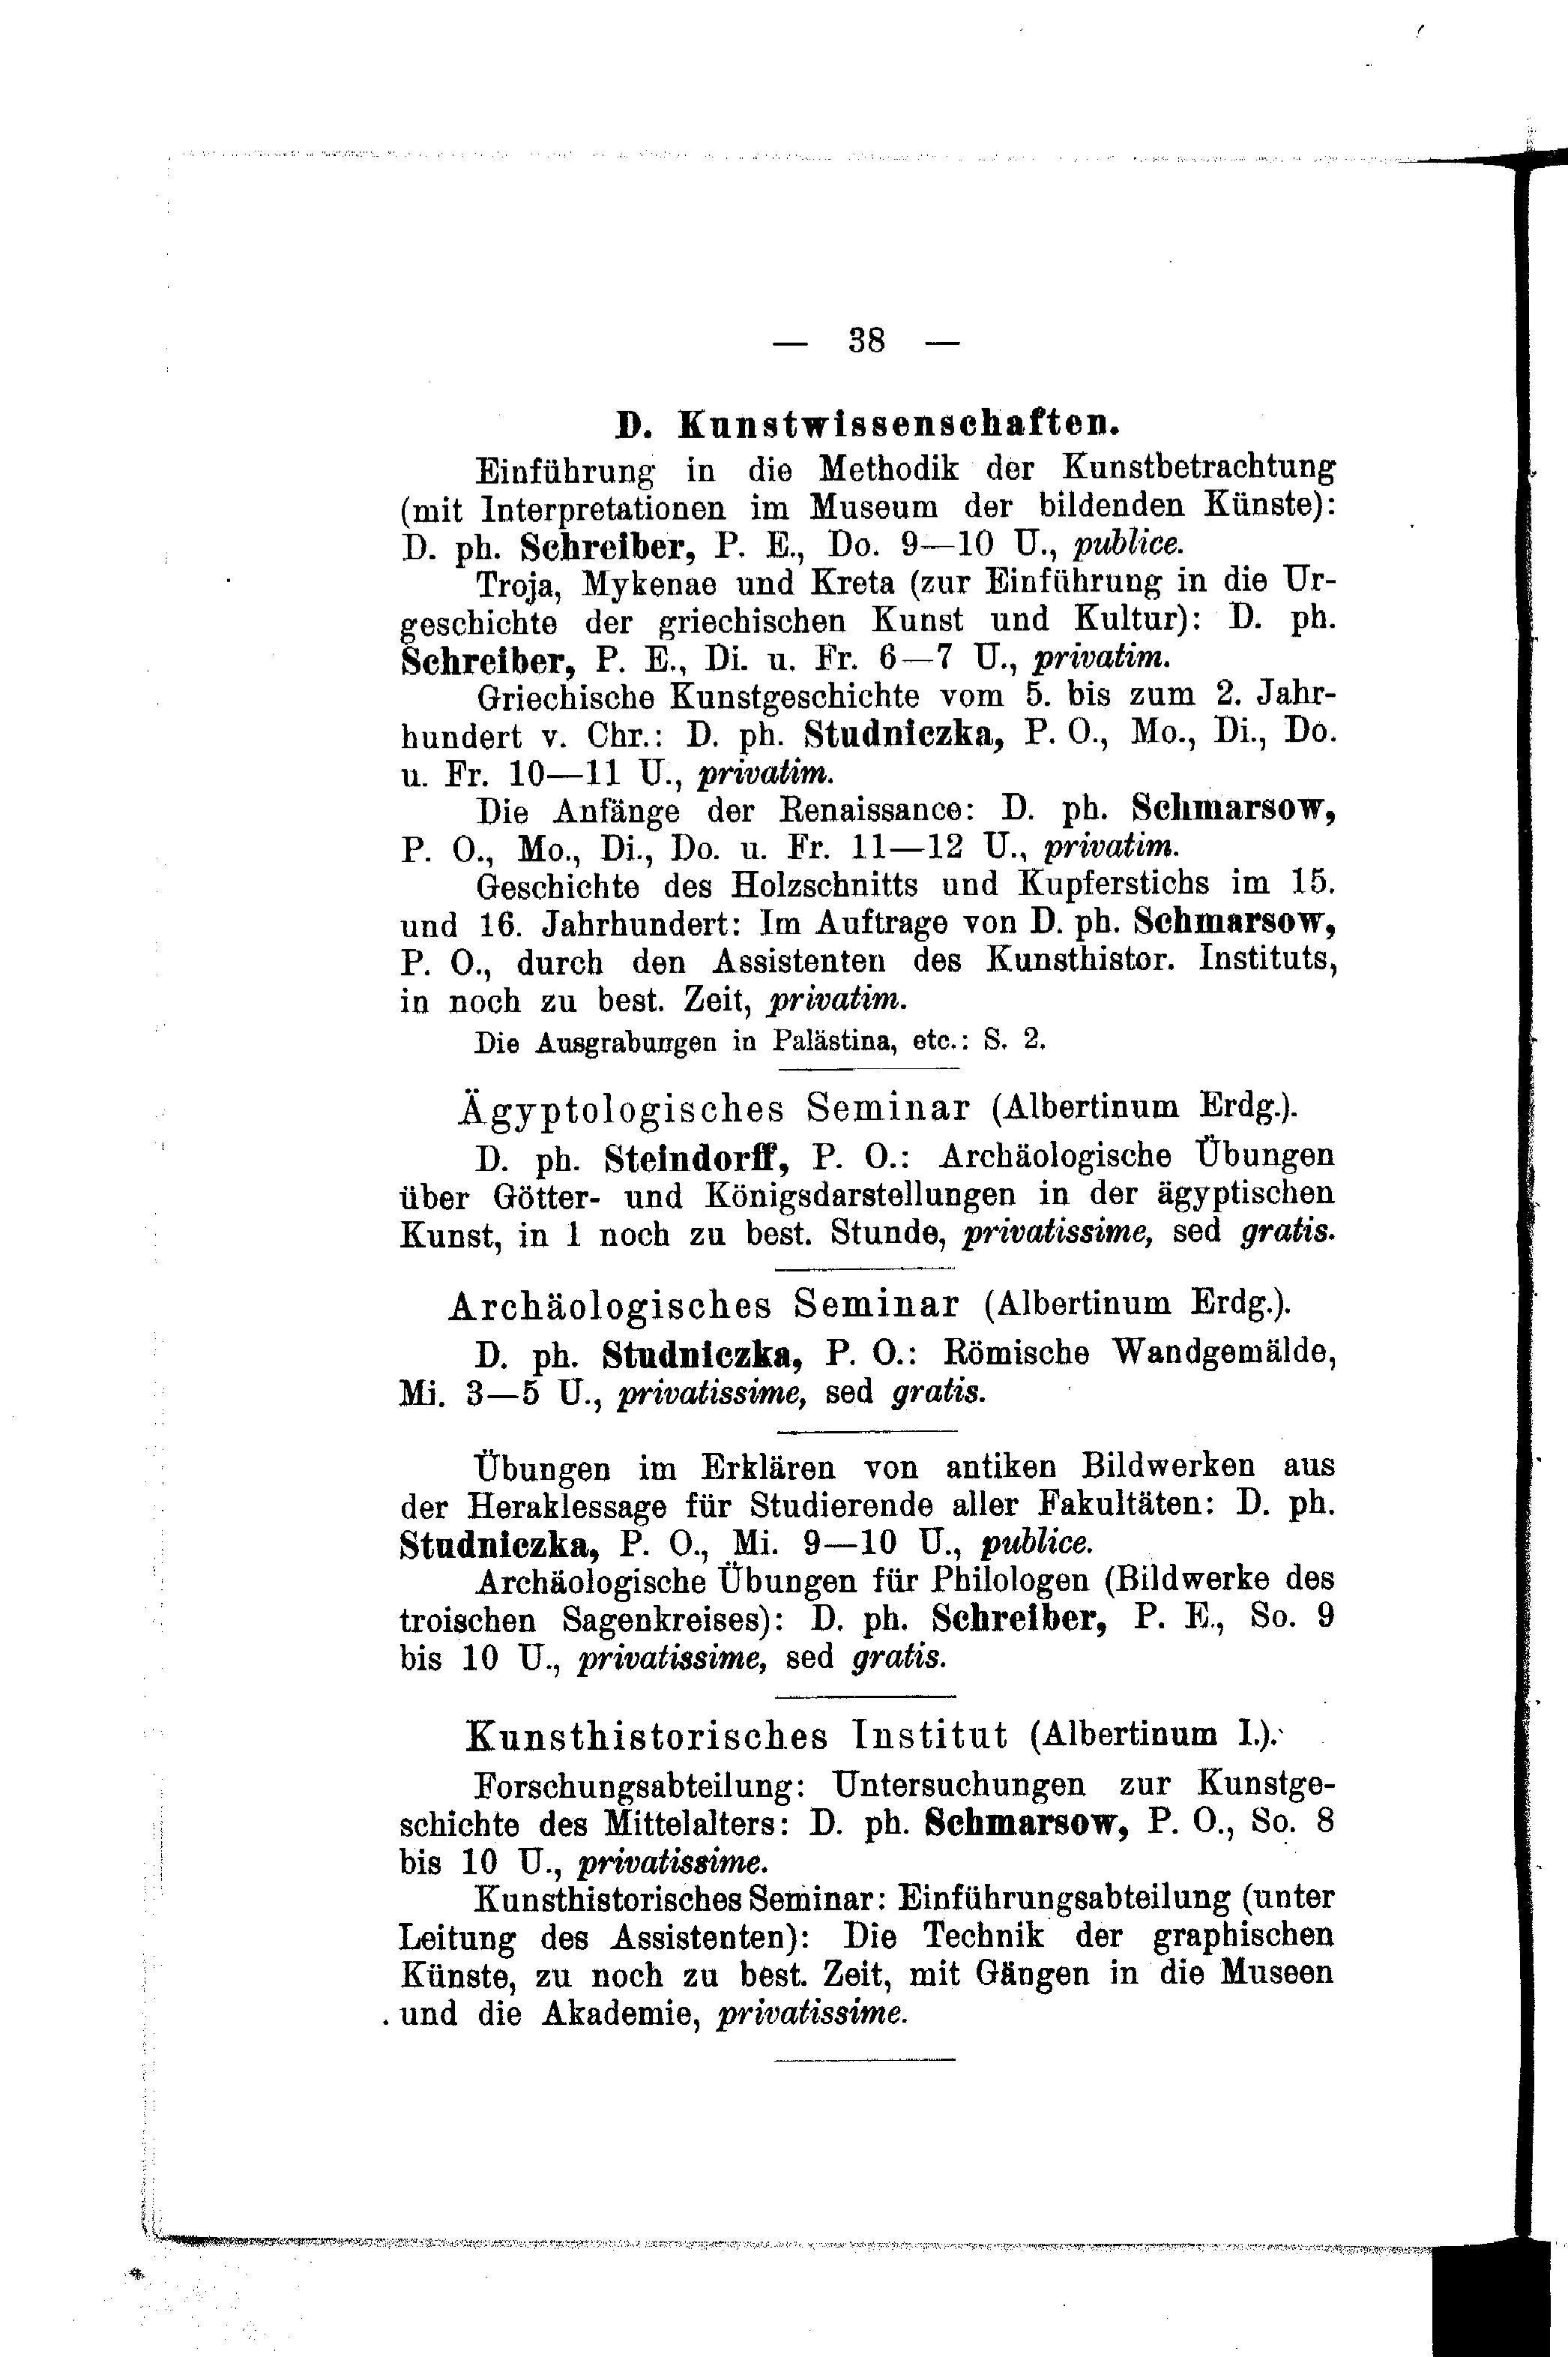 — 38 —
D. Kunstwissenschaften.
Einführung in die Methodik der Kunstbetrachtung
(mit Interpretationen im Museum der bildenden Künste):
D. ph. Schreiber, P. E., Do. 9—10 U., publice.
Troja, Mykenae und Kreta (zur Einführung in die Ur-
geschichte der griechischen Kunst und Kultur): D. ph.
Schreiber, P. E., Di. u. Fr. 6—7 U., privatim.
Griechische Kunstgeschichte vom 5. bis zum 2. Jahr-
hundert v. Chr.: D. ph. Studniczka, P. O., Mo., Di., Do.
u. Fr. 10—11 U., privatim.
Die Anfänge der Renaissance: D. ph. Schmarsow,
P. O., Mo., Di., Do. u. Fr. 11—12 U., privatim.
Geschichte des Holzschnitts und Kupferstichs im 15.
und 16. Jahrhundert: Im Auftrage von D. ph. Schmarsow,
P. O., durch den Assistenten des Kunsthistor. Instituts,
in noch zu best. Zeit, privatim.
Die Ausgrabungen in Palästina, etc.: S. 2.
Ägyptologisches Seminar (Albertinum Erdg.).
D. ph. Steindorff, P. O.: Archäologische Übungen
über Götter- und Königsdarstellungen in der ägyptischen
Kunst, in 1 noch zu best. Stunde, privatissime, sed gratis.
Archäologisches Seminar (Albertinum Erdg.).
D. ph. Studniczka, P. O.: Römische Wandgemälde,
Mi. 3—5 U., privatissime, sed gratis.
Übungen im Erklären von antiken Bildwerken aus
der Heraklessage für Studierende aller Fakultäten: D. ph.
Studniczka, P. O., Mi. 9—10 U., publice.
Archäologische Übungen für Philologen (Bildwerke des
troischen Sagenkreises): D. ph. Schreiber, P. E., So. 9
bis 10 U., privatissime, sed gratis.
Kunsthistorisches Institut (Albertinum I.).
Forschungsabteilung: Untersuchungen zur Kunstge-
schichte des Mittelalters: D. ph. Schmarsow, P. O., So. 8
bis 10 U., privatissime.
Kunsthistorisches Seminar: Einführungsabteilung (unter
Leitung des Assistenten): Die Technik der graphischen
Künste, zu noch zu best. Zeit, mit Gängen in die Museen
und die Akademie, privatissime.